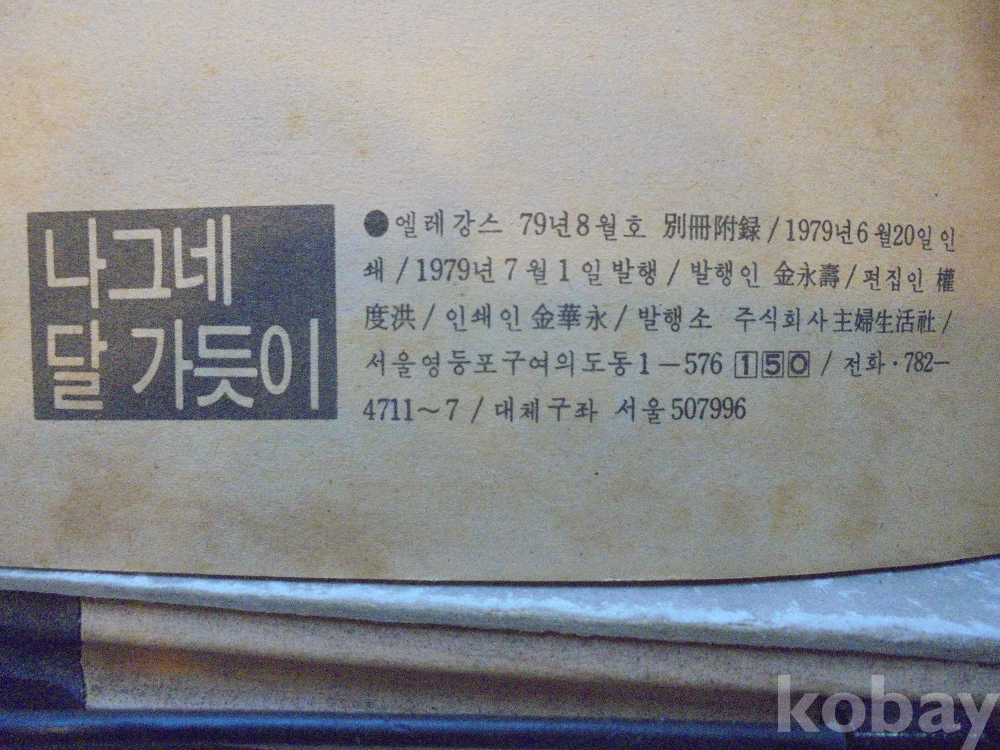 나그네
달 가듯이
●엘레강스 79년8월호 別冊附録/1979年6月20일인
쇄/1979년7월1일발행/발행인 金永壽/편집인 權
度洪/인쇄인金華永/발행소 주식회사主婦生活社/
서울영등포구여의도동1-576 150/전화·782-
4711~7/대체구좌 서울507996
kobay